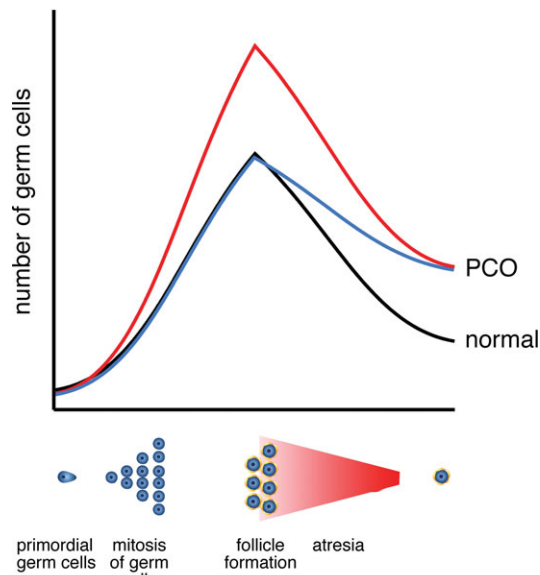 number of germ cells
PCO
normal
primordial
germ cells
mitosis
of germ
follicle
formation
atresia